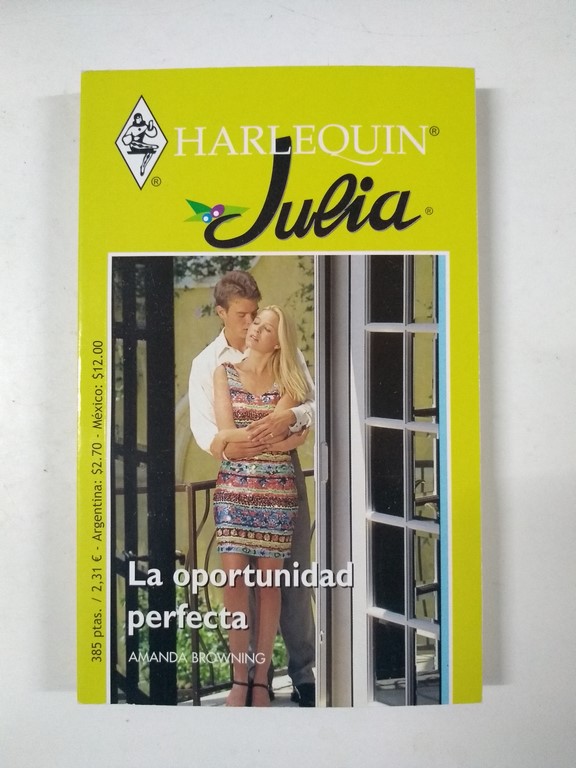 HARLEQUIN®
Julia®
®
385 ptas. / 2,31 € - Argentina: $2.70 - México: $12.00
La oportunidad
perfecta
AMANDA BROWNING